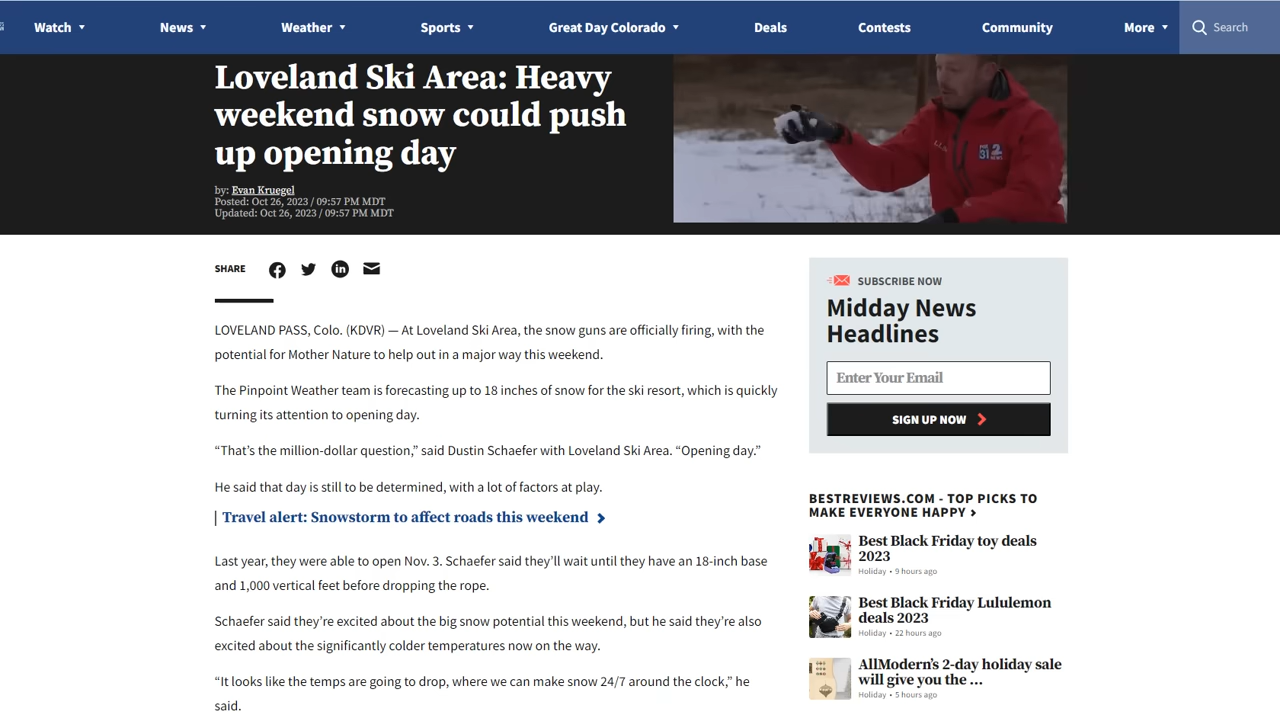 Watch
News
Weather
Sports
Great Day Colorado
Deals
Contests
Community
More
Search
Loveland Ski Area: Heavy
weekend snow could push
up opening day
by: Evan Kruegel
Posted: Oct 26, 2023 / 09:57 PM MDT
Updated: Oct 26, 2023 / 09:57 PM MDT
31 2
NEWS
SHARE
LOVELAND PASS, Colo. (KDVR) — At Loveland Ski Area, the snow guns are officially firing, with the
potential for Mother Nature to help out in a major way this weekend.
The Pinpoint Weather team is forecasting up to 18 inches of snow for the ski resort, which is quickly
turning its attention to opening day.
“That’s the million-dollar question,” said Dustin Schaefer with Loveland Ski Area. “Opening day.”
He said that day is still to be determined, with a lot of factors at play.
Travel alert: Snowstorm to affect roads this weekend
Last year, they were able to open Nov. 3. Schaefer said they’ll wait until they have an 18-inch base
and 1,000 vertical feet before dropping the rope.
Schaefer said they’re excited about the big snow potential this weekend, but he said they’re also
excited about the significantly colder temperatures now on the way.
“It looks like the temps are going to drop, where we can make snow 24/7 around the clock,” he
said.
SUBSCRIBE NOW
Midday News
Headlines
Enter Your Email
SIGN UP NOW
BESTREVIEWS.COM - TOP PICKS TO
MAKE EVERYONE HAPPY ›
Best Black Friday toy deals
2023
Holiday • 9 hours ago
Best Black Friday Lululemon
deals 2023
Holiday • 22 hours ago
AllModern’s 2-day holiday sale
will give you the …
Holiday • 5 hours ago